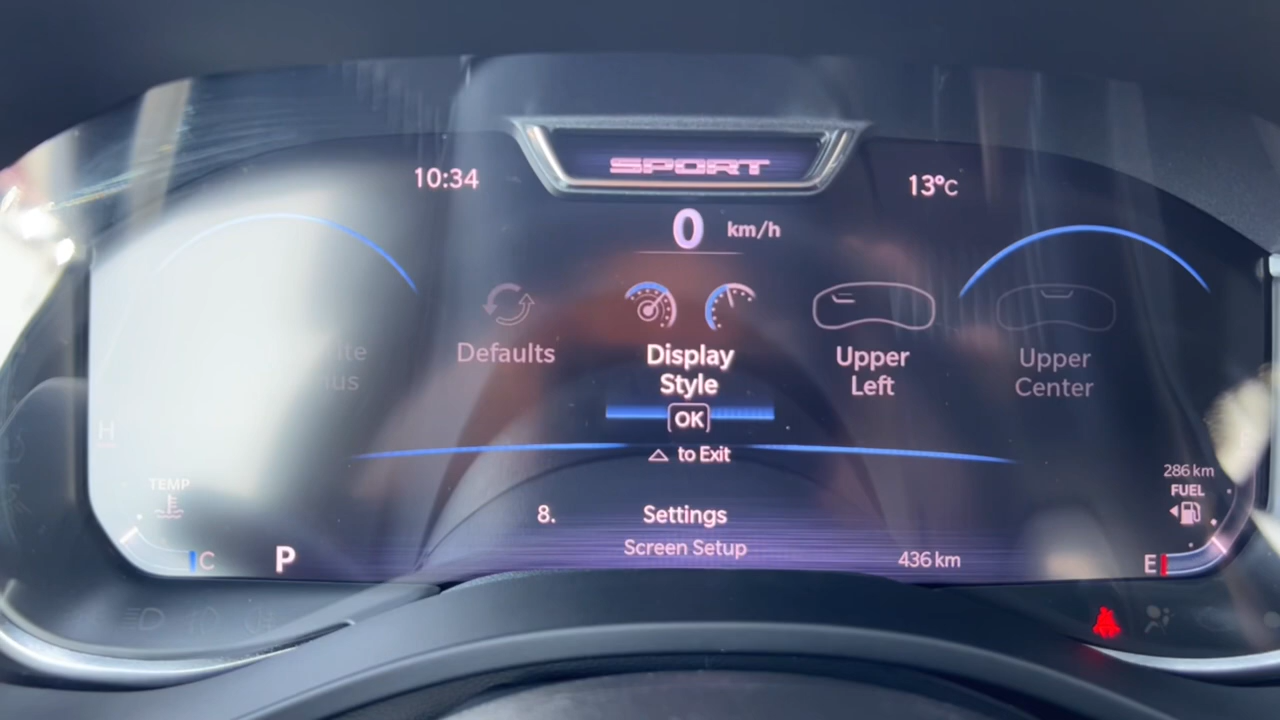 SPORT
10:34
13°C
0 km/h
Defaults
Display
Style
OK
Upper
Left
Upper
Center
△ to Exit
H
TEMP
C
P
8. Settings
Screen Setup
436 km
286 km
FUEL
E